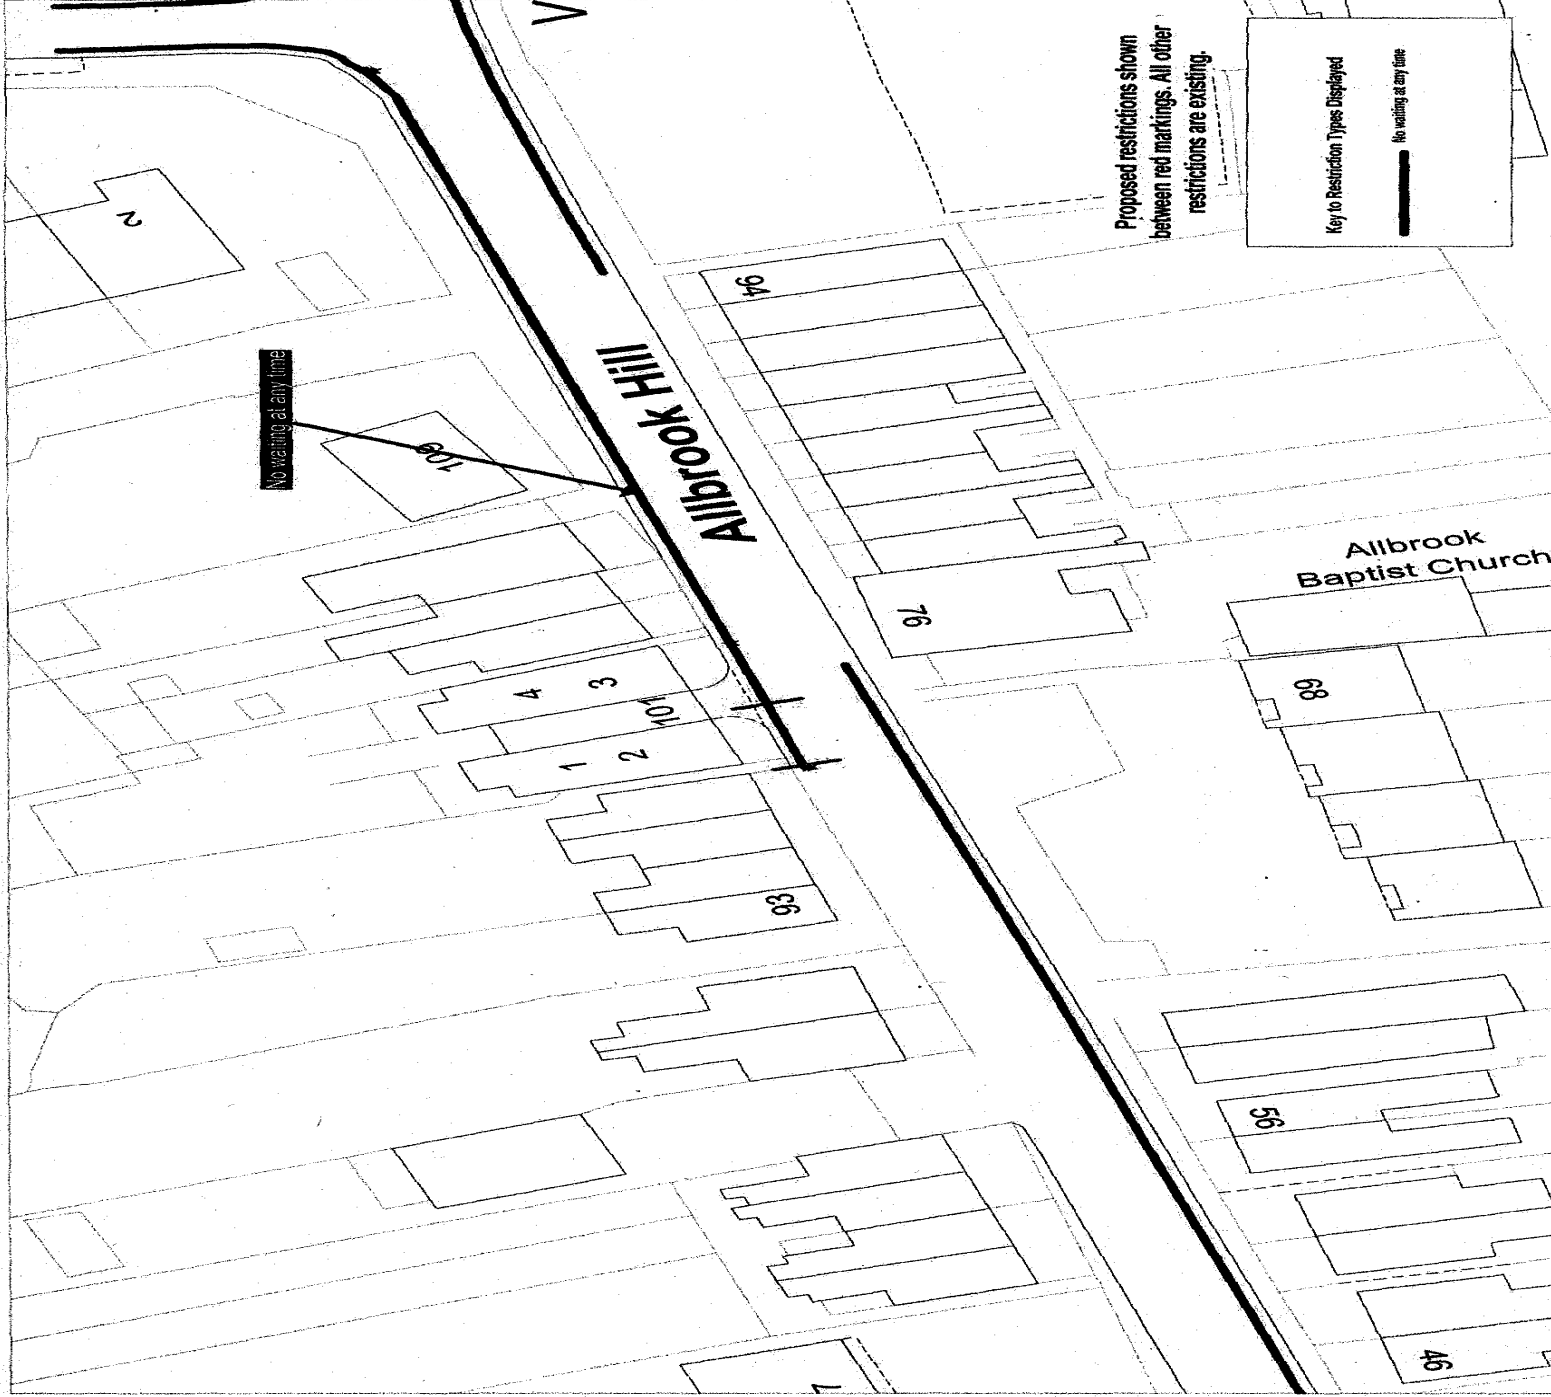 Proposed restrictions shown
between red markings. All other
restrictions are existing.
Key to Restriction Types Displayed
No waiting at any time
No waiting at any time
Allbrook Hill
Allbrook
Baptist Church
2
109
94
76
4
3
101
1
2
93
68
56
46
V